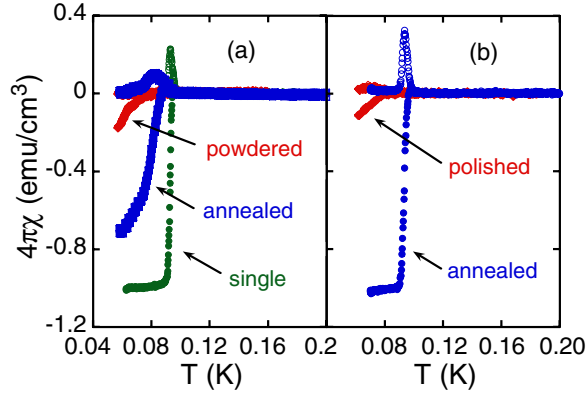 (a) (b)
0.4
0
-0.4
-0.8
-1.2
4πχ (emu/cm³)
powdered
annealed
single
polished
annealed
0.04 0.08 0.12 0.16 0.2 0.08 0.12 0.16 0.20
T (K) T (K)